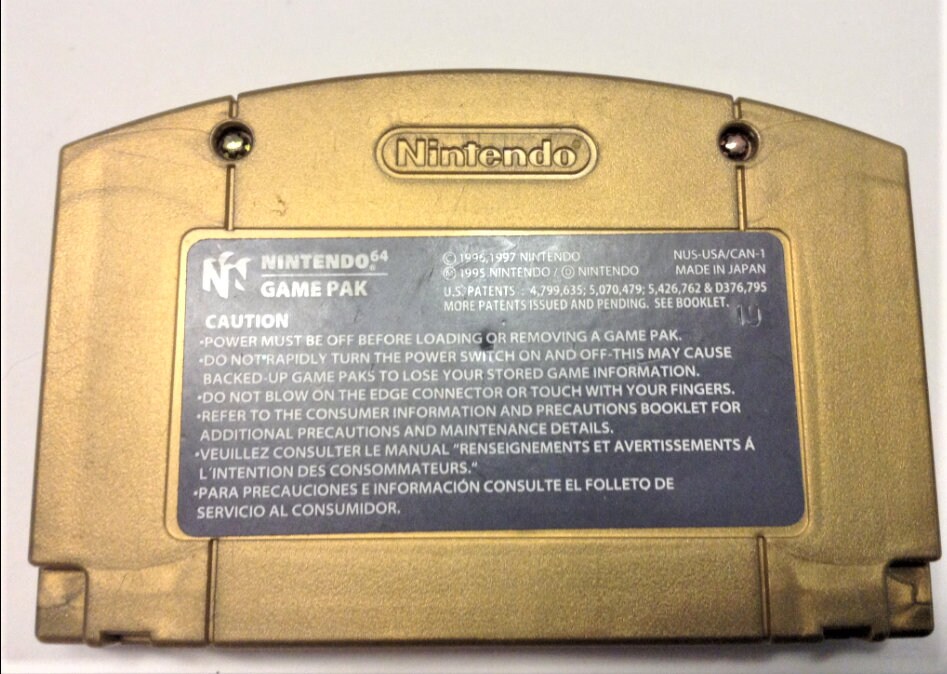 Nintendo®
NINTENDO64®
GAME PAK
© 1996,1997 NINTENDO
Ⓜ 1995 NINTENDO / Ⓓ NINTENDO
NUS-USA/CAN-1
MADE IN JAPAN
U.S. PATENTS : 4,799,635; 5,070,479; 5,426,762 & D376,795
MORE PATENTS ISSUED AND PENDING. SEE BOOKLET.
CAUTION
•POWER MUST BE OFF BEFORE LOADING OR REMOVING A GAME PAK.
•DO NOT RAPIDLY TURN THE POWER SWITCH ON AND OFF-THIS MAY CAUSE
BACKED-UP GAME PAKS TO LOSE YOUR STORED GAME INFORMATION.
•DO NOT BLOW ON THE EDGE CONNECTOR OR TOUCH WITH YOUR FINGERS.
•REFER TO THE CONSUMER INFORMATION AND PRECAUTIONS BOOKLET FOR
ADDITIONAL PRECAUTIONS AND MAINTENANCE DETAILS.
•VEUILLEZ CONSULTER LE MANUAL "RENSEIGNEMENTS ET AVERTISSEMENTS Á
L'INTENTION DES CONSOMMATEURS."
•PARA PRECAUCIONES E INFORMACIÓN CONSULTE EL FOLLETO DE
SERVICIO AL CONSUMIDOR.